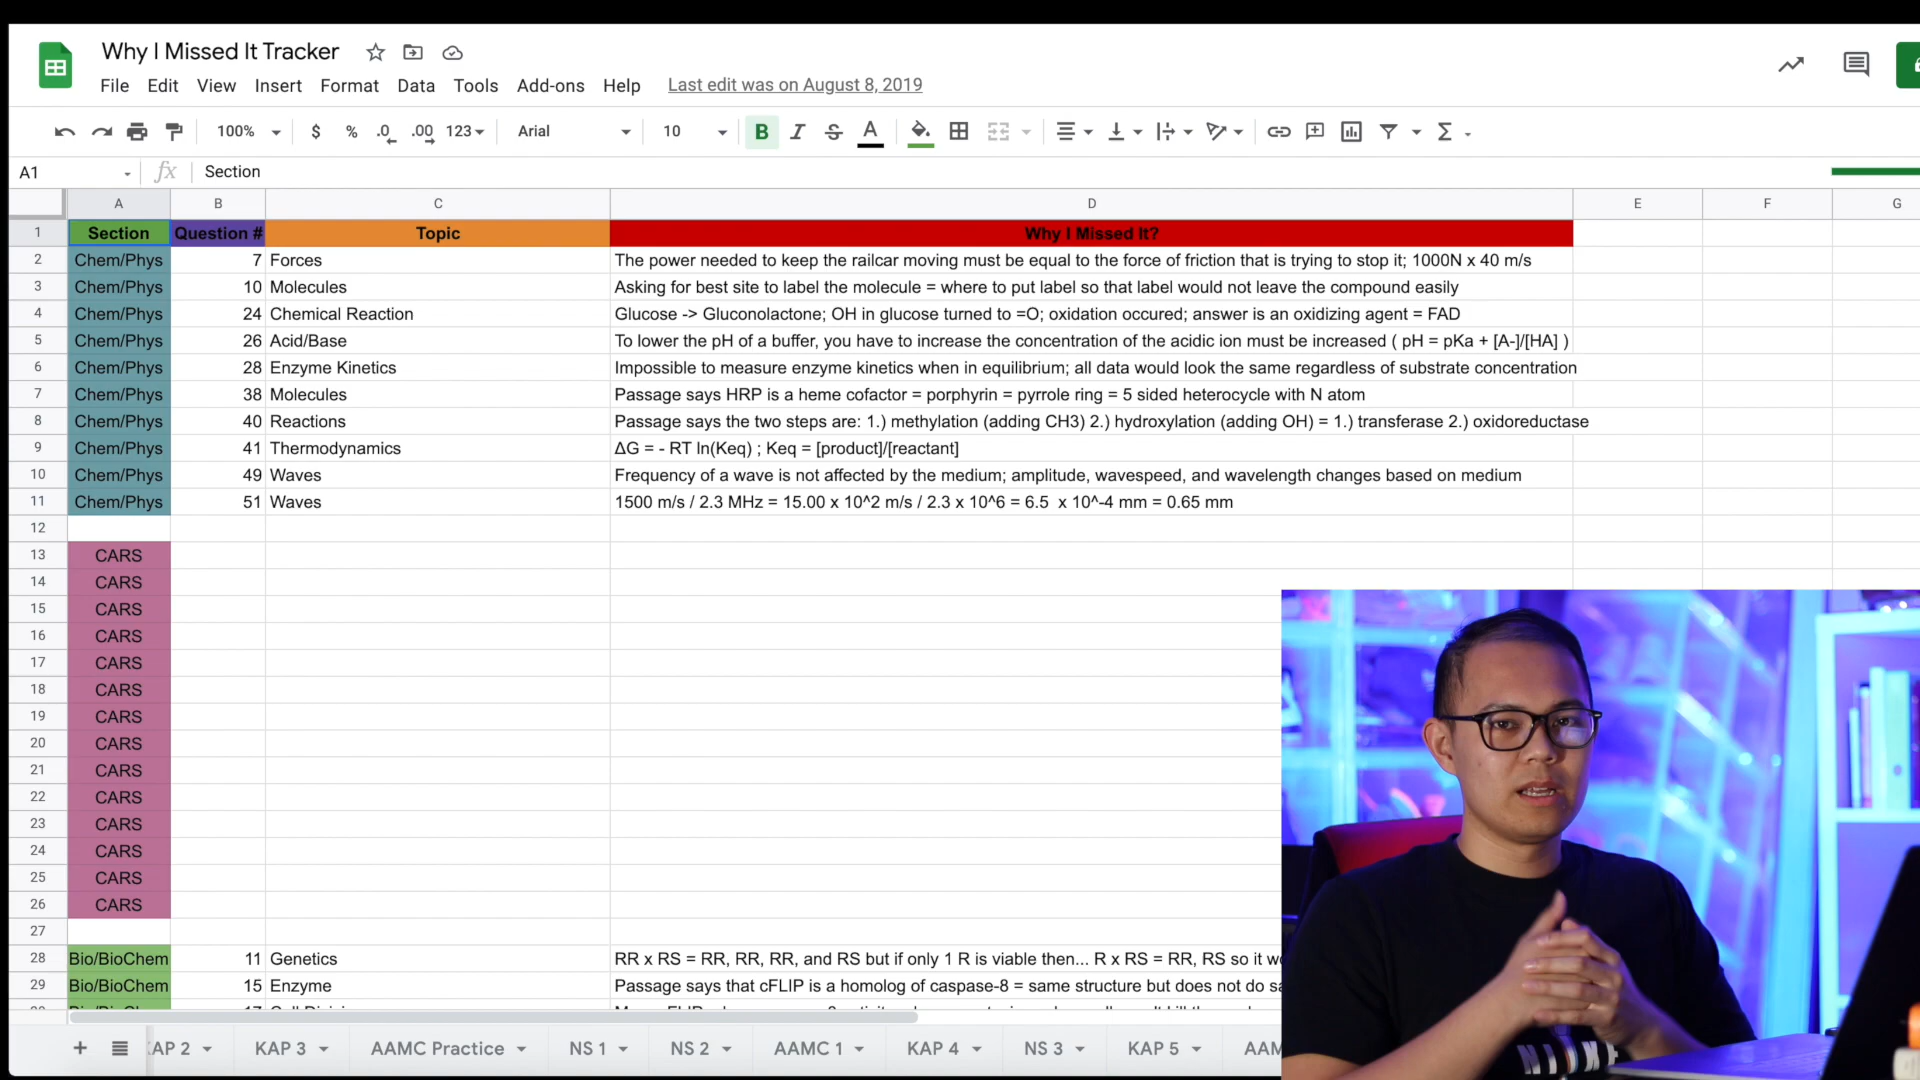 Why I Missed It Tracker
File Edit View Insert Format Data Tools Add-ons Help Last edit was on August 8, 2019
100% $ % .0 .00 123 Arial 10 B I S A Σ
A1 fx Section
A B C D E F G
1 Section Question # Topic Why I Missed It?
2 Chem/Phys 7 Forces The power needed to keep the railcar moving must be equal to the force of friction that is trying to stop it; 1000N x 40 m/s
3 Chem/Phys 10 Molecules Asking for best site to label the molecule = where to put label so that label would not leave the compound easily
4 Chem/Phys 24 Chemical Reaction Glucose -> Gluconolactone; OH in glucose turned to =O; oxidation occured; answer is an oxidizing agent = FAD
5 Chem/Phys 26 Acid/Base To lower the pH of a buffer, you have to increase the concentration of the acidic ion must be increased ( pH = pKa + [A-]/[HA] )
6 Chem/Phys 28 Enzyme Kinetics Impossible to measure enzyme kinetics when in equilibrium; all data would look the same regardless of substrate concentration
7 Chem/Phys 38 Molecules Passage says HRP is a heme cofactor = porphyrin = pyrrole ring = 5 sided heterocycle with N atom
8 Chem/Phys 40 Reactions Passage says the two steps are: 1.) methylation (adding CH3) 2.) hydroxylation (adding OH) = 1.) transferase 2.) oxidoreductase
9 Chem/Phys 41 Thermodynamics ΔG = - RT ln(Keq) ; Keq = [product]/[reactant]
10 Chem/Phys 49 Waves Frequency of a wave is not affected by the medium; amplitude, wavespeed, and wavelength changes based on medium
11 Chem/Phys 51 Waves 1500 m/s / 2.3 MHz = 15.00 x 10^2 m/s / 2.3 x 10^6 = 6.5 x 10^-4 mm = 0.65 mm
12
13 CARS
14 CARS
15 CARS
16 CARS
17 CARS
18 CARS
19 CARS
20 CARS
21 CARS
22 CARS
23 CARS
24 CARS
25 CARS
26 CARS
27
28 Bio/BioChem 11 Genetics RR x RS = RR, RR, RR, and RS but if only 1 R is viable then... R x RS = RR, RS so it
29 Bio/BioChem 15 Enzyme Passage says that cFLIP is a homolog of caspase-8 = same structure but does not do
+ KAP 2 KAP 3 AAMC Practice NS 1 NS 2 AAMC 1 KAP 4 NS 3 KAP 5 AAM